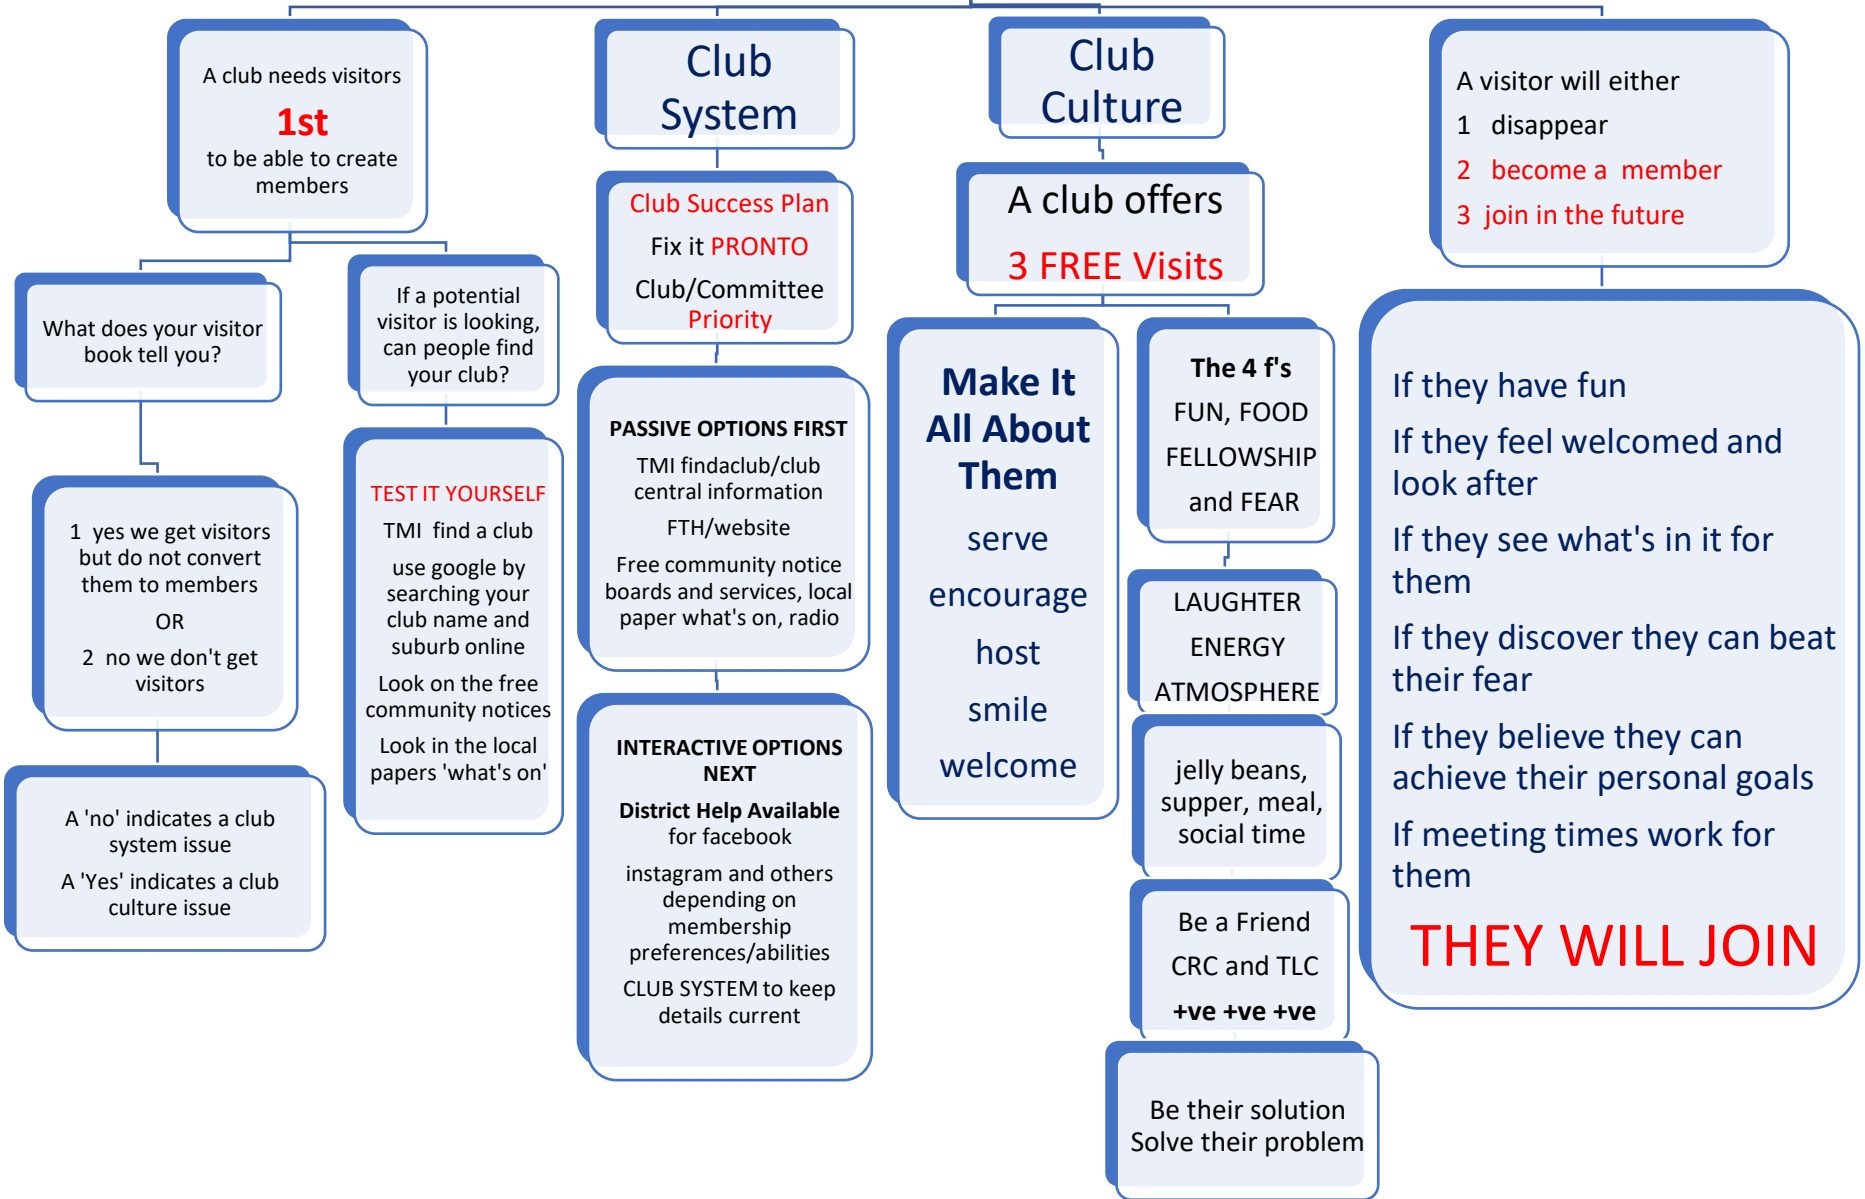 A club needs visitors
1st
to be able to create
members
What does your visitor
book tell you?
1 yes we get visitors
but do not convert
them to members
OR
2 no we don't get
visitors
A 'no' indicates a club
system issue
A 'Yes' indicates a club
culture issue
If a potential
visitor is looking,
can people find
your club?
TEST IT YOURSELF
TMI find a club
use google by
searching your
club name and
suburb online
Look on the free
community notices
Look in the local
papers 'what's on'
Club
System
Club Success Plan
Fix it PRONTO
Club/Committee
Priority
PASSIVE OPTIONS FIRST
TMI findaclub/club
central information
FTH/website
Free community notice
boards and services, local
paper what's on, radio
INTERACTIVE OPTIONS
NEXT
District Help Available
for facebook
instagram and others
depending on
membership
preferences/abilities
CLUB SYSTEM to keep
details current
Club
Culture
A club offers
3 FREE Visits
Make It
All About
Them
serve
encourage
host
smile
welcome
The 4 f's
FUN, FOOD
FELLOWSHIP
and FEAR
LAUGHTER
ENERGY
ATMOSPHERE
jelly beans,
supper, meal,
social time
Be a Friend
CRC and TLC
+ve +ve +ve
Be their solution
Solve their problem
A visitor will either
1 disappear
2 become a member
3 join in the future
If they have fun
If they feel welcomed and
look after
If they see what's in it for
them
If they discover they can beat
their fear
If they believe they can
achieve their personal goals
If meeting times work for
them
THEY WILL JOIN